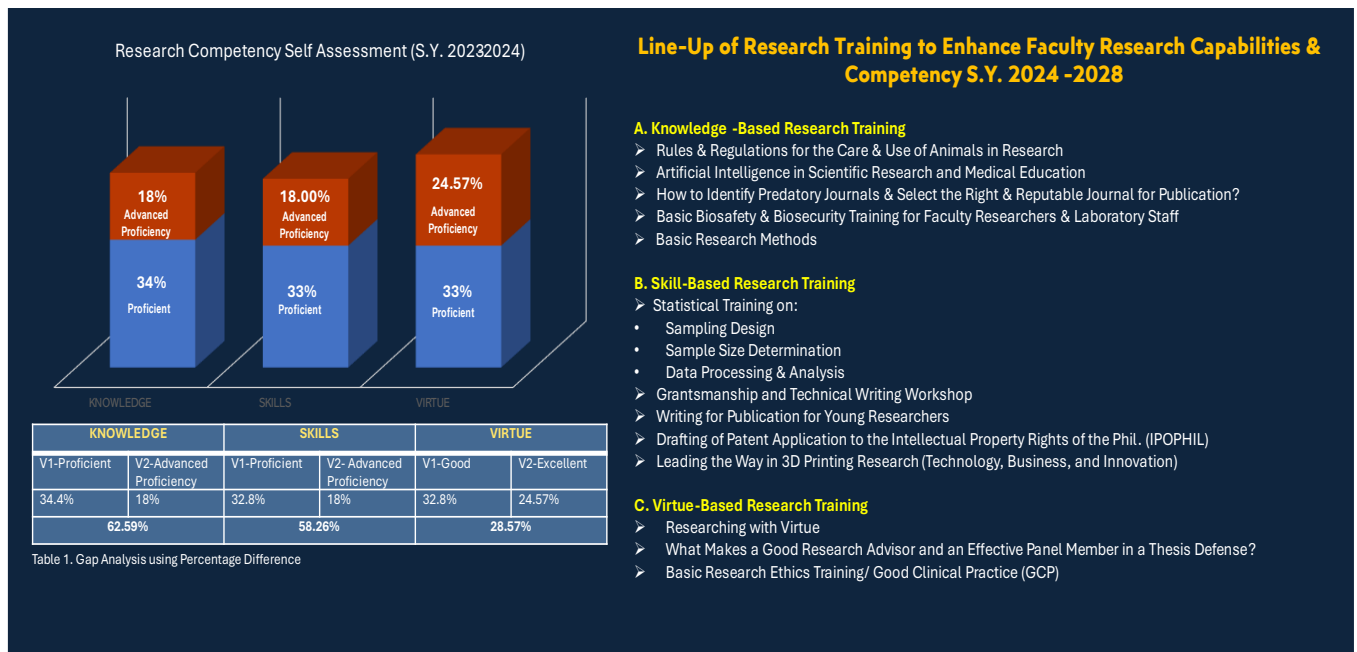 Research Competency Self Assessment (S.Y. 20232024)
18%
Advanced
Proficiency
34%
Proficient
18.00%
Advanced
Proficiency
33%
Proficient
24.57%
Advanced
Proficiency
33%
Proficient
KNOWLEDGE SKILLS VIRTUE
KNOWLEDGE SKILLS VIRTUE
V1-Proficient V2-Advanced Proficiency V1-Proficient V2- Advanced Proficiency V1-Good V2-Excellent
34.4% 18% 32.8% 18% 32.8% 24.57%
62.59% 58.26% 28.57%
Table 1. Gap Analysis using Percentage Difference
Line-Up of Research Training to Enhance Faculty Research Capabilities &
Competency S.Y. 2024 -2028
A. Knowledge -Based Research Training
➢ Rules & Regulations for the Care & Use of Animals in Research
➢ Artificial Intelligence in Scientific Research and Medical Education
➢ How to Identify Predatory Journals & Select the Right & Reputable Journal for Publication?
➢ Basic Biosafety & Biosecurity Training for Faculty Researchers & Laboratory Staff
➢ Basic Research Methods
B. Skill-Based Research Training
➢ Statistical Training on:
• Sampling Design
• Sample Size Determination
• Data Processing & Analysis
➢ Grantsmanship and Technical Writing Workshop
➢ Writing for Publication for Young Researchers
➢ Drafting of Patent Application to the Intellectual Property Rights of the Phil. (IPOPHIL)
➢ Leading the Way in 3D Printing Research (Technology, Business, and Innovation)
C. Virtue-Based Research Training
➢ Researching with Virtue
➢ What Makes a Good Research Advisor and an Effective Panel Member in a Thesis Defense?
➢ Basic Research Ethics Training/ Good Clinical Practice (GCP)